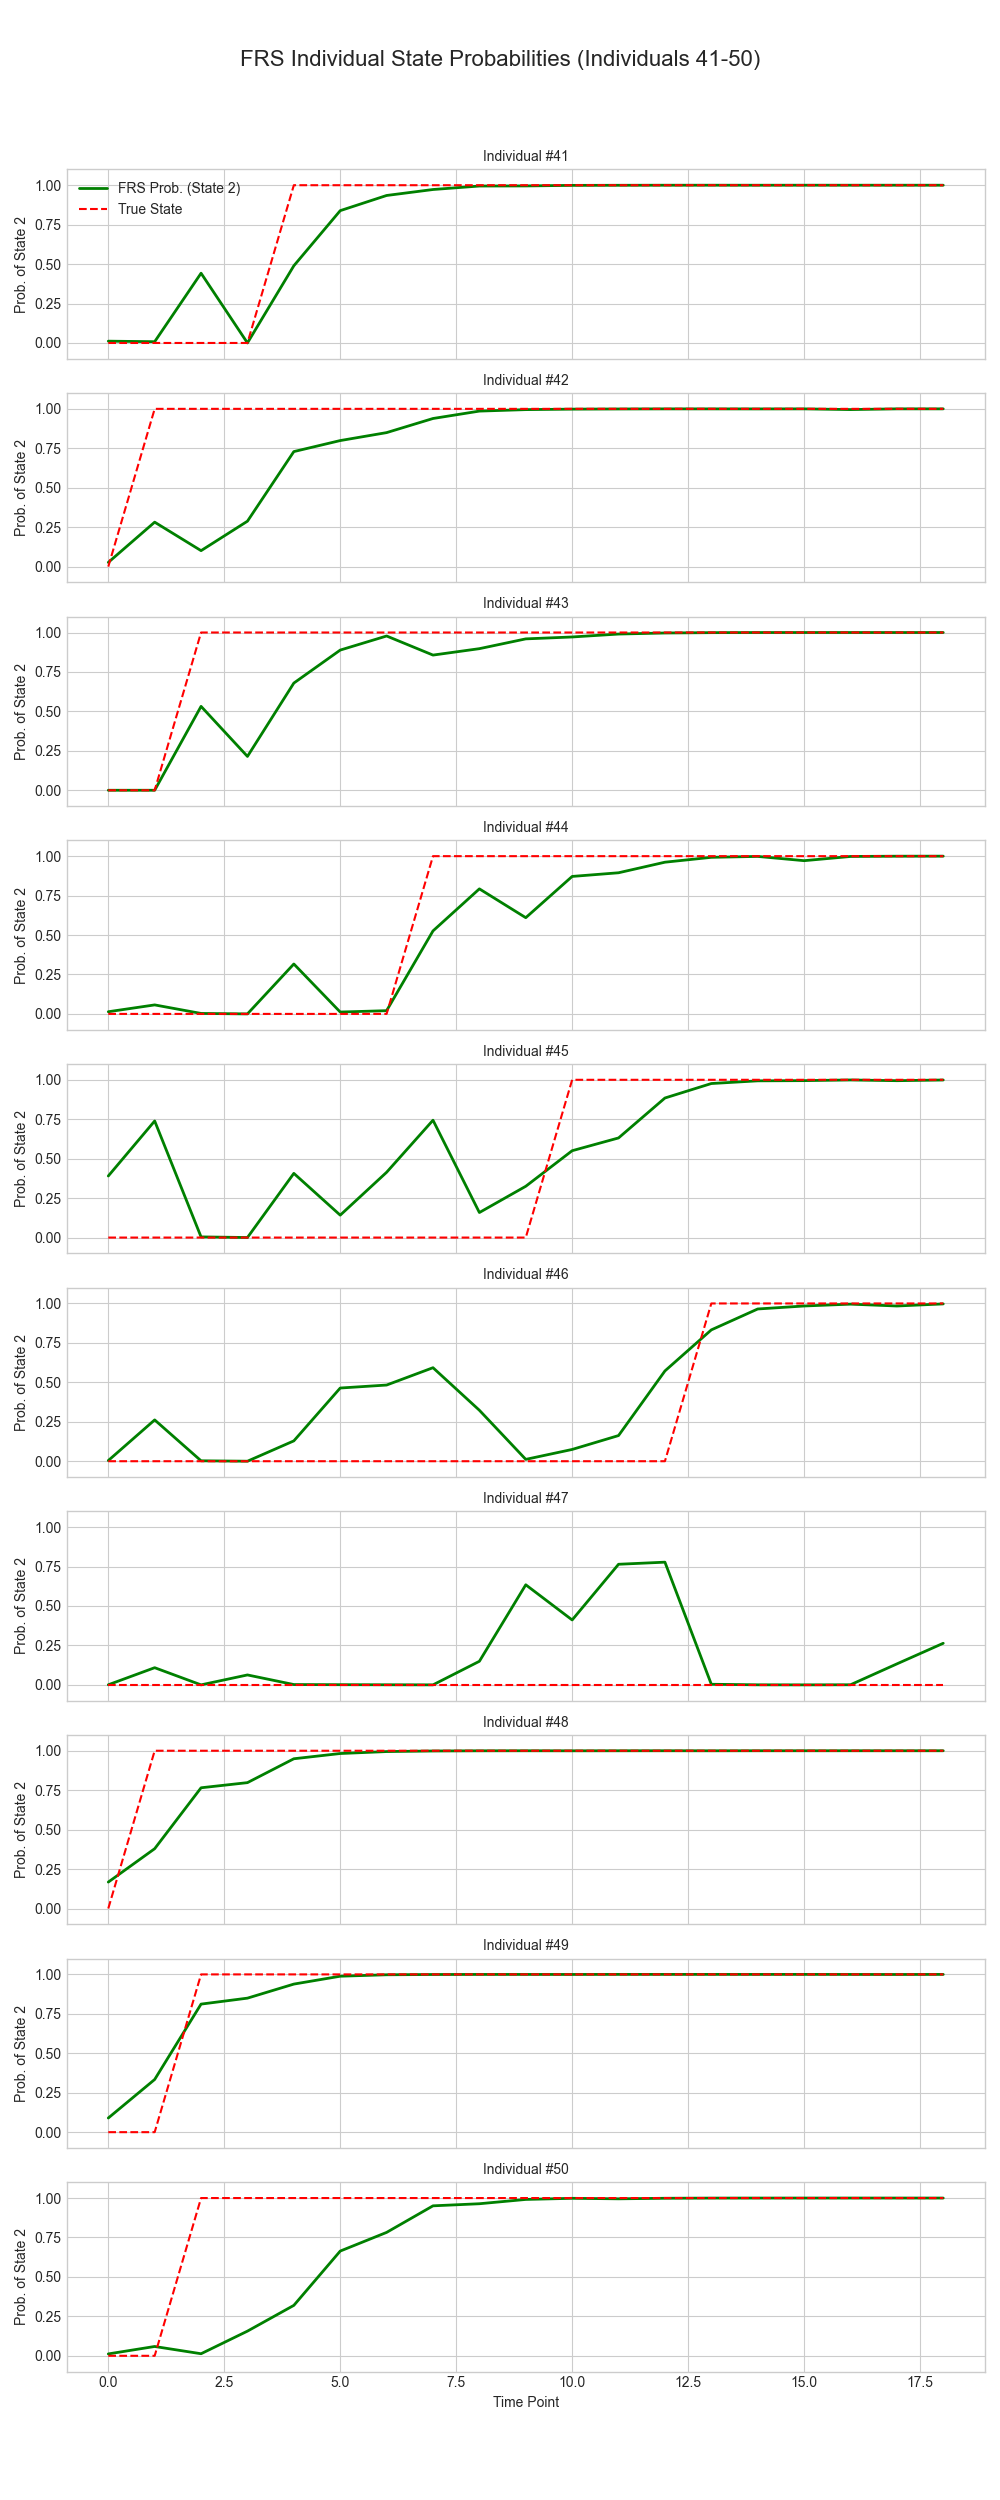 FRS Individual State Probabilities (Individuals 41-50)
Individual #41
1.00
0.75
0.50
0.25
0.00
Prob. of State 2
FRS Prob. (State 2)
True State
Individual #42
1.00
0.75
0.50
0.25
0.00
Prob. of State 2
Individual #43
1.00
0.75
0.50
0.25
0.00
Prob. of State 2
Individual #44
1.00
0.75
0.50
0.25
0.00
Prob. of State 2
Individual #45
1.00
0.75
0.50
0.25
0.00
Prob. of State 2
Individual #46
1.00
0.75
0.50
0.25
0.00
Prob. of State 2
Individual #47
1.00
0.75
0.50
0.25
0.00
Prob. of State 2
Individual #48
1.00
0.75
0.50
0.25
0.00
Prob. of State 2
Individual #49
1.00
0.75
0.50
0.25
0.00
Prob. of State 2
Individual #50
1.00
0.75
0.50
0.25
0.00
Prob. of State 2
0.0 2.5 5.0 7.5 10.0 12.5 15.0 17.5
Time Point